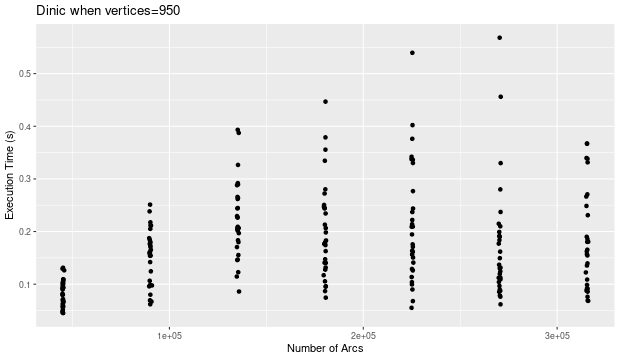 Dinic when vertices=950
0.5
0.4
0.3
0.2
0.1
Execution Time (s)
1e+05
2e+05
3e+05
Number of Arcs